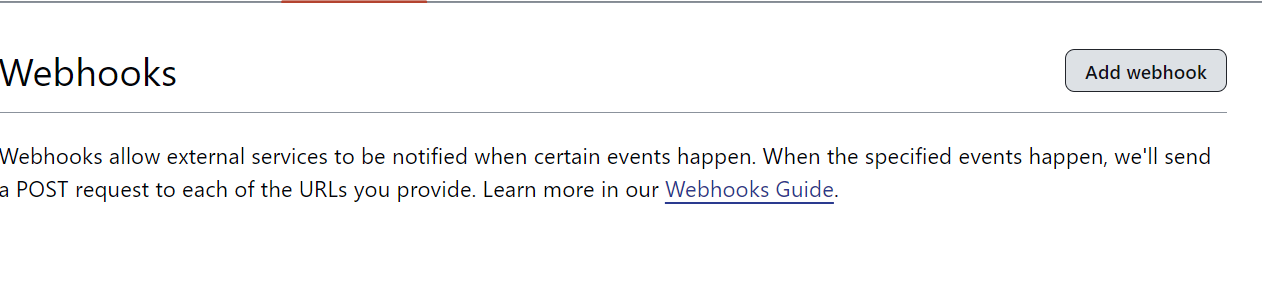 Webhooks
Add webhook
Webhooks allow external services to be notified when certain events happen. When the specified events happen, we'll send
a POST request to each of the URLs you provide. Learn more in our Webhooks Guide.